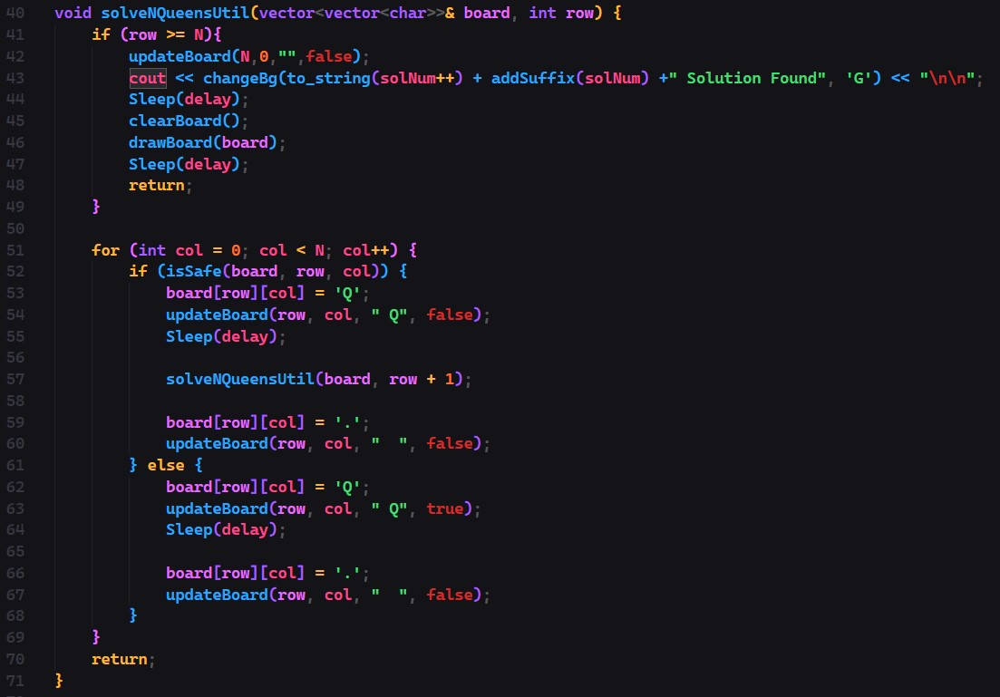 40 void solveNQueensUtil(vector<vector<char>>& board, int row) {
41     if (row >= N){
42         updateBoard(N,0,"",false);
43         cout << changeBg(to_string(solNum++) + addSuffix(solNum) +" Solution Found", 'G') << "\n\n";
44         Sleep(delay);
45         clearBoard();
46         drawBoard(board);
47         Sleep(delay);
48         return;
49     }
50
51     for (int col = 0; col < N; col++) {
52         if (isSafe(board, row, col)) {
53             board[row][col] = 'Q';
54             updateBoard(row, col, " Q", false);
55             Sleep(delay);
56
57             solveNQueensUtil(board, row + 1);
58
59             board[row][col] = '.';
60             updateBoard(row, col, "  ", false);
61         } else {
62             board[row][col] = 'Q';
63             updateBoard(row, col, " Q", true);
64             Sleep(delay);
65
66             board[row][col] = '.';
67             updateBoard(row, col, "  ", false);
68         }
69     }
70     return;
71 }